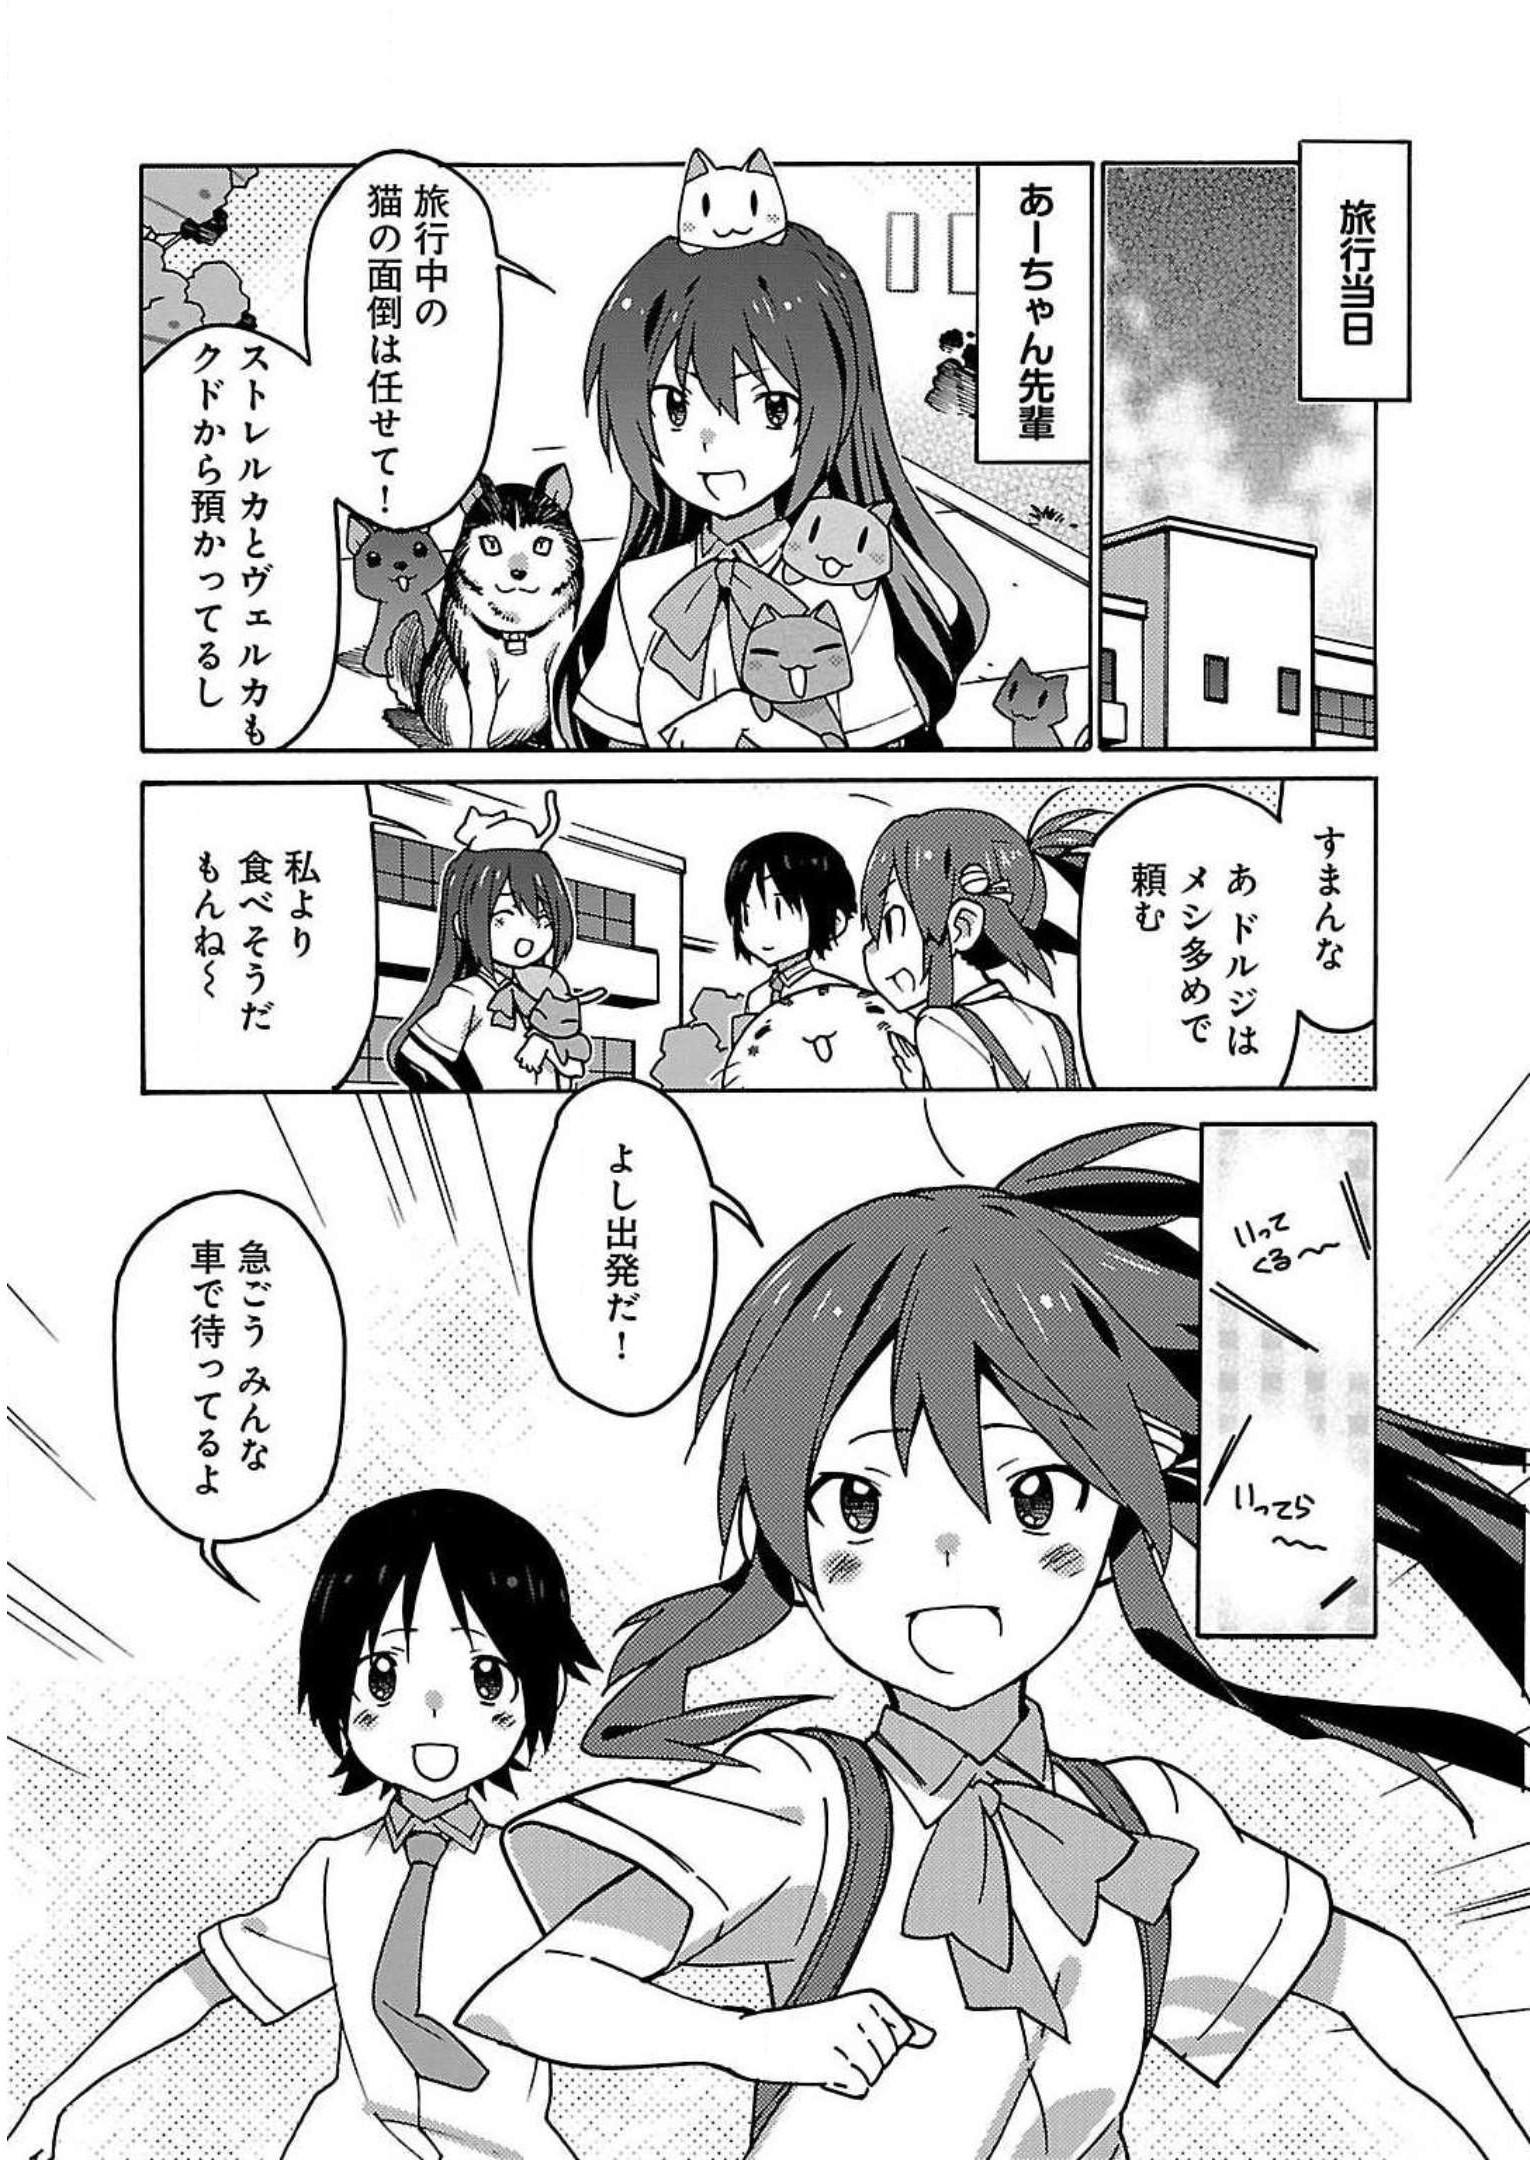 旅行当日
あーちゃん先輩
旅行中の
猫の面倒は任せて！
ストレルカとヴェルカも
クドから預かってるし
すまんな
あ ドルジは
メシ多めで
頼む
私より
食べそうだ
もんね～
いって
くる～～
いってら
～～
よし出発だ！
急ごう みんな
車で待ってるよ